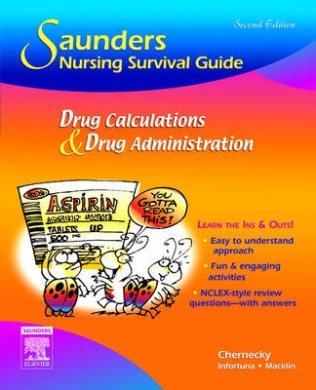 Second Edition
Saunders
Nursing Survival Guide
Drug Calculations
& Drug Administration
ASPIRIN
TABLETS UP
500 MG
YOU
GOTTA
READ
THIS!
LEARN THE INS & OUTS!
• Easy to understand
approach
• Fun & engaging
activities
• NCLEX-style review
questions—with answers
Chernecky
Infortuna • Macklin
SAUNDERS
ELSEVIER